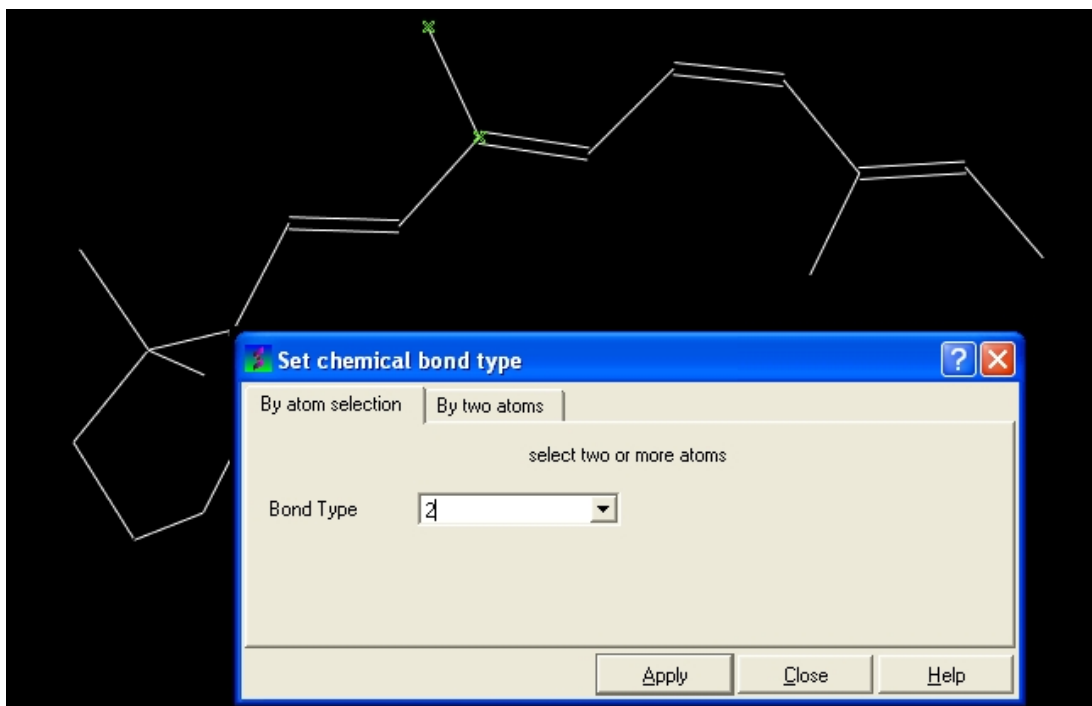 Set chemical bond type
By atom selection By two atoms
select two or more atoms
Bond Type 2
Apply Close Help